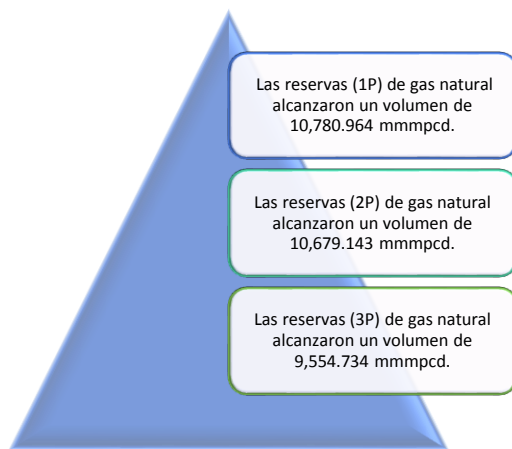 Las reservas (1P) de gas natural
alcanzaron un volumen de
10,780.964 mmmpcd.
Las reservas (2P) de gas natural
alcanzaron un volumen de
10,679.143 mmmpcd.
Las reservas (3P) de gas natural
alcanzaron un volumen de
9,554.734 mmmpcd.